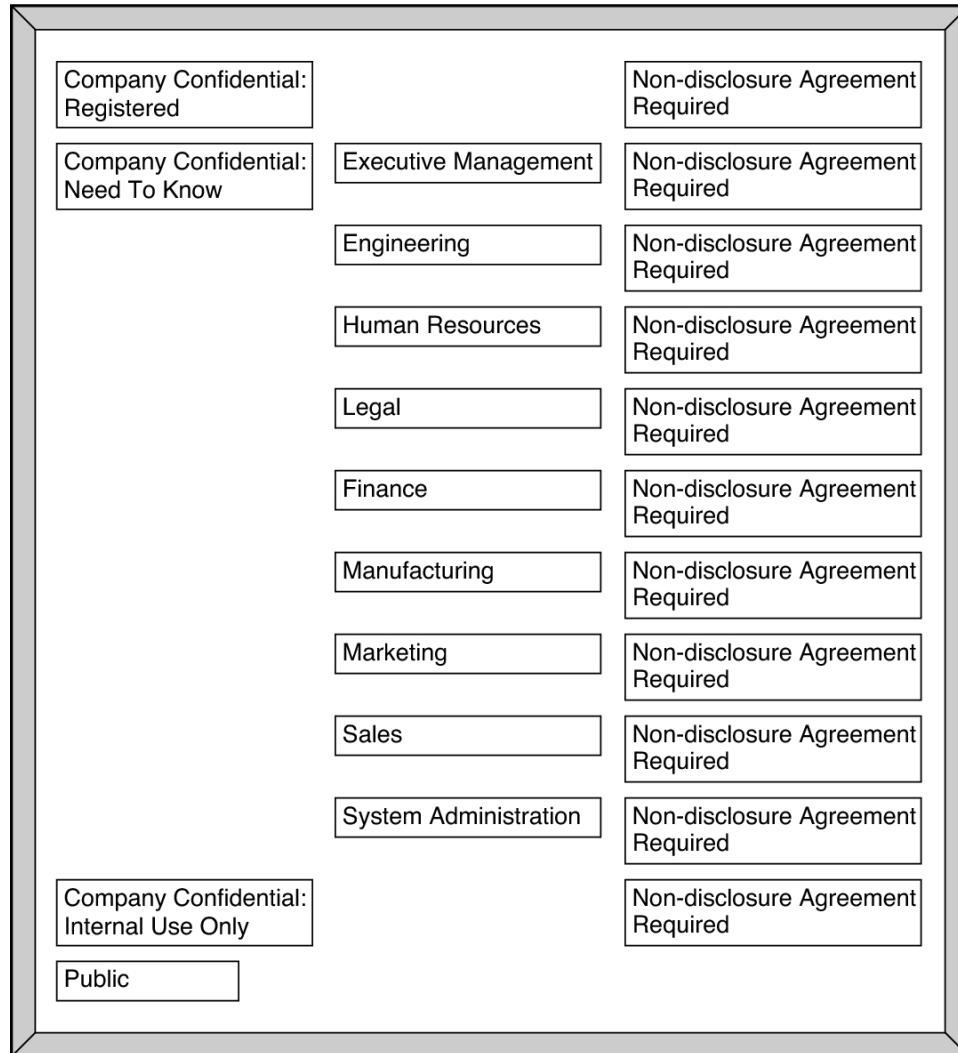 Company Confidential:
Registered
Non-disclosure Agreement
Required
Company Confidential:
Need To Know
Executive Management
Non-disclosure Agreement
Required
Engineering
Non-disclosure Agreement
Required
Human Resources
Non-disclosure Agreement
Required
Legal
Non-disclosure Agreement
Required
Finance
Non-disclosure Agreement
Required
Manufacturing
Non-disclosure Agreement
Required
Marketing
Non-disclosure Agreement
Required
Sales
Non-disclosure Agreement
Required
System Administration
Non-disclosure Agreement
Required
Company Confidential:
Internal Use Only
Non-disclosure Agreement
Required
Public